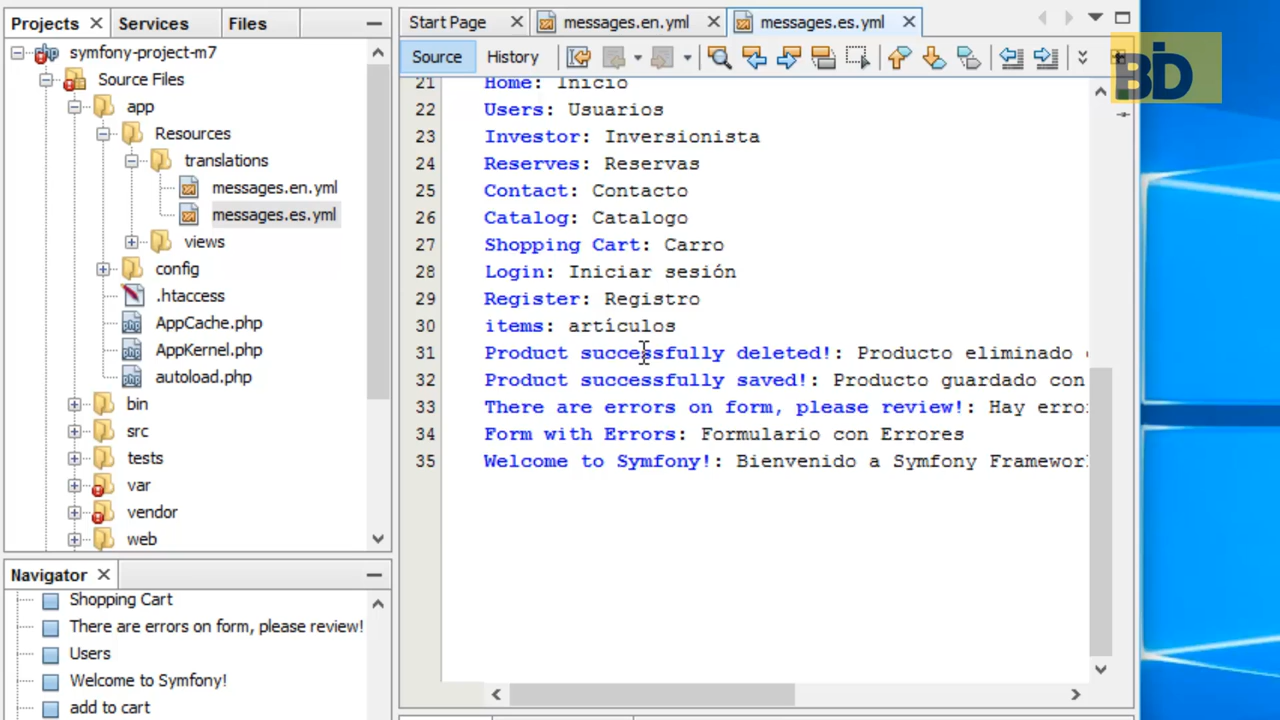 Projects
Services
Files
symfony-project-m7
Source Files
app
Resources
translations
messages.en.yml
messages.es.yml
views
config
.htaccess
AppCache.php
AppKernel.php
autoload.php
bin
src
tests
var
vendor
web
Navigator
Shopping Cart
There are errors on form, please review!
Users
Welcome to Symfony!
add to cart
Start Page
messages.en.yml
messages.es.yml
Source
History
21 Home: Inicio
22 Users: Usuarios
23 Investor: Inversionista
24 Reserves: Reservas
25 Contact: Contacto
26 Catalog: Catalogo
27 Shopping Cart: Carro
28 Login: Iniciar sesión
29 Register: Registro
30 items: artículos
31 Product successfully deleted!: Producto eliminado
32 Product successfully saved!: Producto guardado con
33 There are errors on form, please review!: Hay erro
34 Form with Errors: Formulario con Errores
35 Welcome to Symfony!: Bienvenido a Symfony Framewor
BID